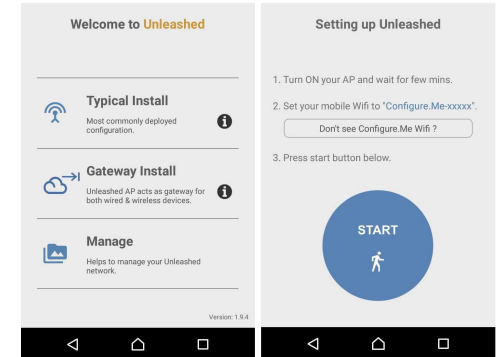 Welcome to Unleashed
Typical Install
Most commonly deployed
configuration.
Gateway Install
Unleashed AP acts as gateway for
both wired & wireless devices.
Manage
Helps to manage your Unleashed
network.
Version: 1.9.4
Setting up Unleashed
1. Turn ON your AP and wait for few mins.
2. Set your mobile Wifi to "Configure.Me-xxxxx".
Don't see Configure.Me Wifi ?
3. Press start button below.
START